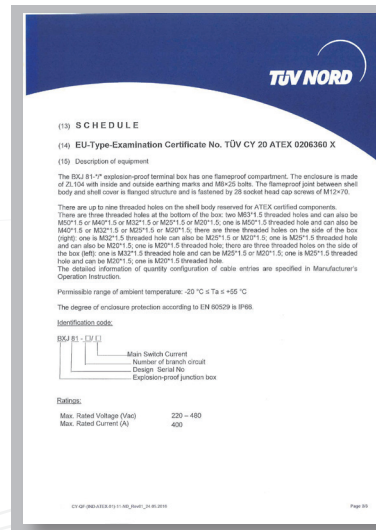 TÜV NORD
(13) SCHEDULE
(14) EU-Type-Examination Certificate No. TÜV CY 20 ATEX 0206360 X
(15) Description of equipment
The BXJ 81-*/* explosion-proof terminal box has one flameproof compartment. The enclosure is made
of ZL104 with inside and outside earthing marks and M8×25 bolts. The flameproof joint between shell
body and shell cover is flanged structure and is fastened by 28 socket head cap screws of M12×70.
There are up to nine threaded holes on the shell body reserved for ATEX certified components.
There are three threaded holes at the bottom of the box: two M63*1.5 threaded holes and can also be
M50*1.5 or M40*1.5 or M32*1.5 or M25*1.5 or M20*1.5; one is M50*1.5 threaded hole and can also be
M40*1.5 or M32*1.5 or M25*1.5 or M20*1.5; there are three threaded holes on the side of the box
(right): one is M32*1.5 threaded hole and can also be M25*1.5 or M20*1.5; one is M25*1.5 threaded hole
and can also be M20*1.5; one is M20*1.5 threaded hole; there are three threaded holes on the side of
the box (left): one is M32*1.5 threaded hole and can be M25*1.5 or M20*1.5; one is M25*1.5 threaded
hole and can be M20*1.5; one is M20*1.5 threaded hole.
The detailed information of quantity configuration of cable entries are specified in Manufacturer's
Operation Instruction.
Permissible range of ambient temperature: -20 °C ≤ Ta ≤ +55 °C
The degree of enclosure protection according to EN 60529 is IP66.
Identification code:
BXJ 81 - □/□
Main Switch Current
Number of branch circuit
Design Serial No
Explosion-proof junction box
Ratings:
Max. Rated Voltage (Vac) 220 – 480
Max. Rated Current (A) 400
Page 2/3